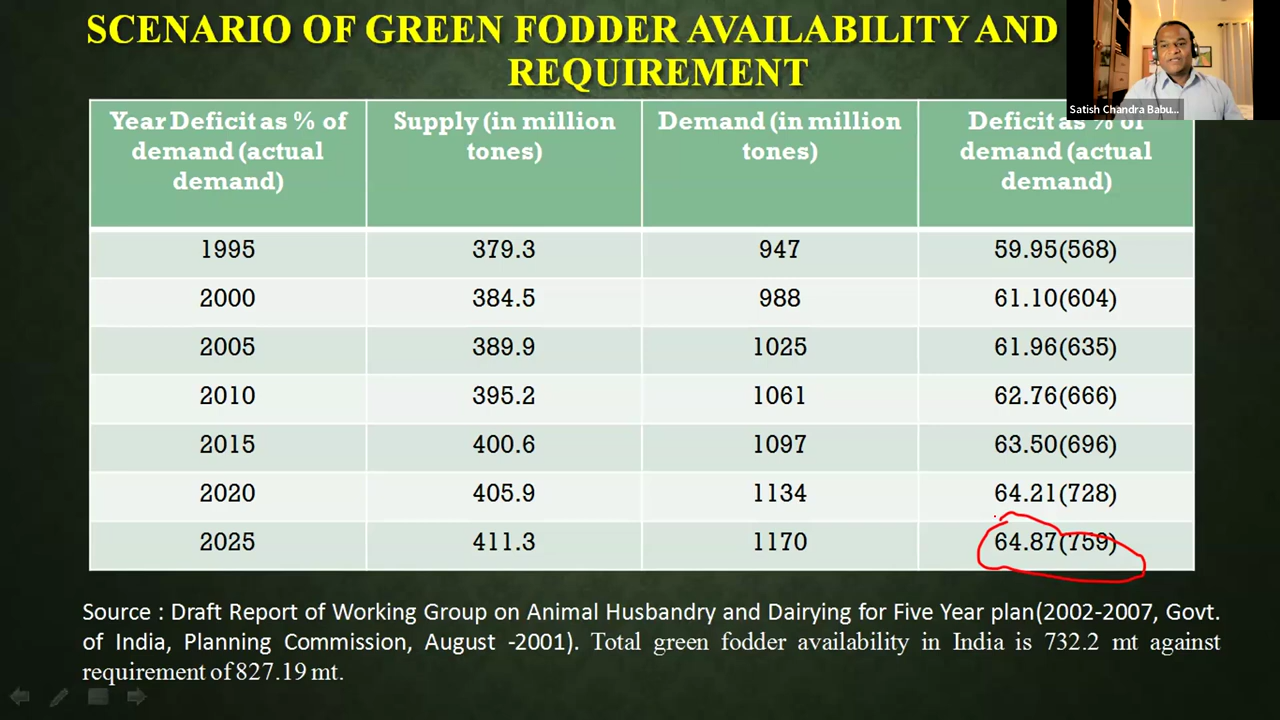 SCENARIO OF GREEN FODDER AVAILABILITY AND
REQUIREMENT
Satish Chandra Babu...
Year Deficit as % of demand (actual demand) Supply (in million tones) Demand (in million tones) Deficit as % of demand (actual demand)
1995 379.3 947 59.95(568)
2000 384.5 988 61.10(604)
2005 389.9 1025 61.96(635)
2010 395.2 1061 62.76(666)
2015 400.6 1097 63.50(696)
2020 405.9 1134 64.21(728)
2025 411.3 1170 64.87(759)
Source : Draft Report of Working Group on Animal Husbandry and Dairying for Five Year plan(2002-2007, Govt.
of India, Planning Commission, August -2001). Total green fodder availability in India is 732.2 mt against
requirement of 827.19 mt.